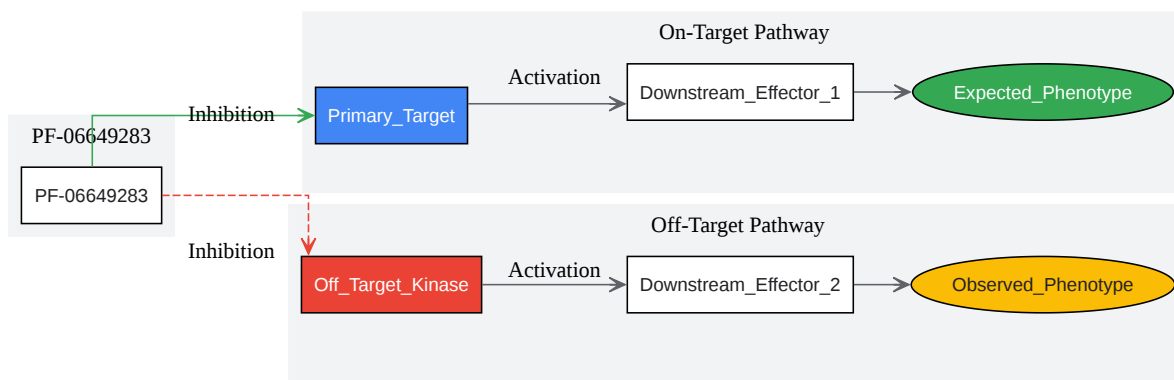 On-Target Pathway
Activation
Downstream_Effector_1
Expected_Phenotype
Inhibition
Primary_Target
PF-06649283
PF-06649283
Off-Target Pathway
Inhibition
Activation
Off_Target_Kinase
Downstream_Effector_2
Observed_Phenotype